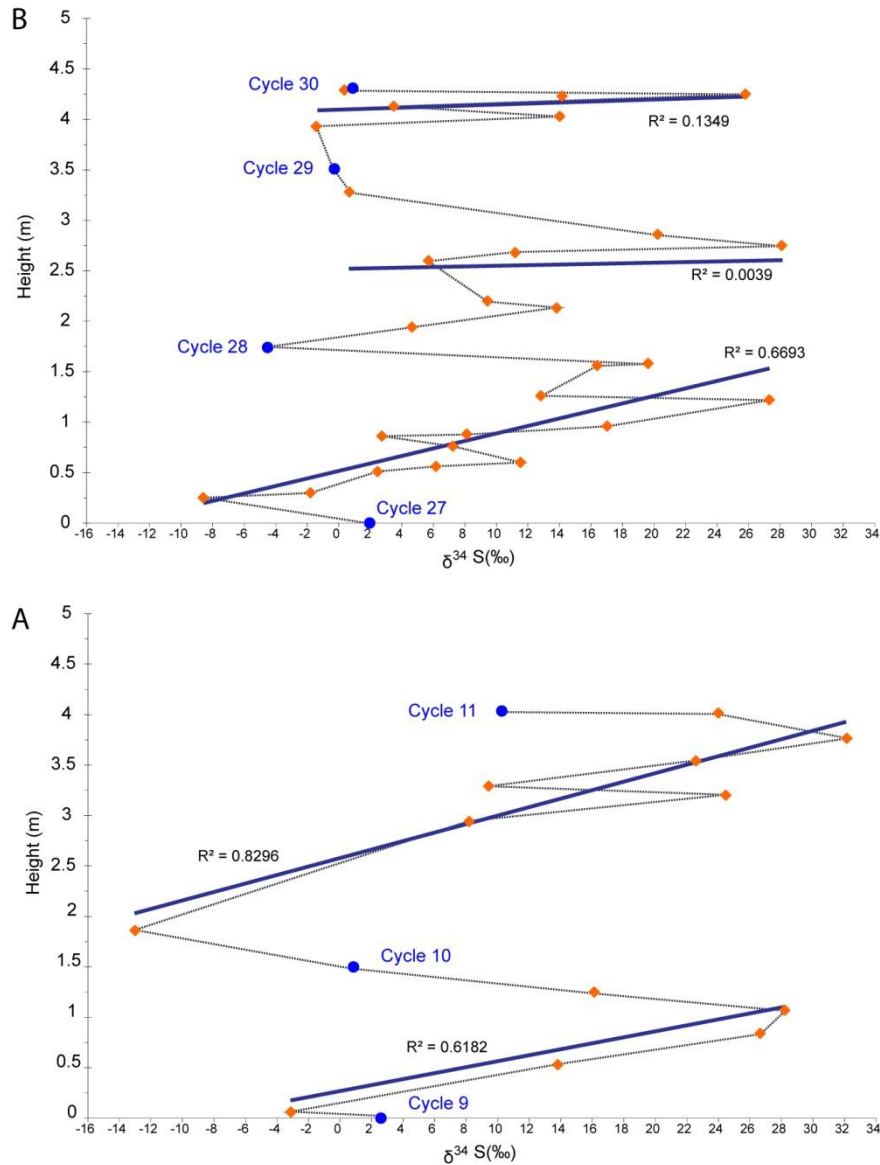 B
5
4.5
4
3.5
3
2.5
2
1.5
1
0.5
0
Height (m)
Cycle 30
R² = 0.1349
Cycle 29
R² = 0.0039
Cycle 28
R² = 0.6693
Cycle 27
-16 -14 -12 -10 -8 -6 -4 -2 0 2 4 6 8 10 12 14 16 18 20 22 24 26 28 30 32 34
δ³⁴ S(‰)
A
5
4.5
4
3.5
3
2.5
2
1.5
1
0.5
0
Height (m)
Cycle 11
R² = 0.8296
Cycle 10
R² = 0.6182
Cycle 9
-16 -14 -12 -10 -8 -6 -4 -2 0 2 4 6 8 10 12 14 16 18 20 22 24 26 28 30 32 34
δ³⁴ S(‰)